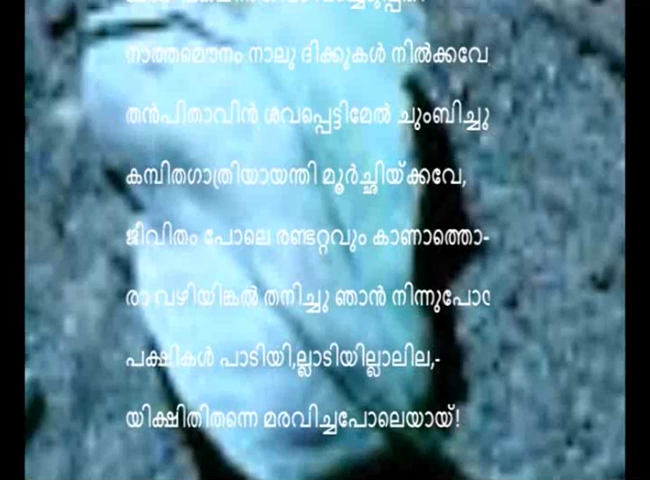 നാത്തമൌനം നാലു ദിക്കുകൾ നിൽക്കവേ
തൻപിതാവിൻ ശവപ്പെട്ടിമേൽ ചുംബിച്ചു
കമ്പിതഗാത്രിയായന്തി മൂർച്ഛിയ്ക്കവേ,
ജീവിതം പോലെ രണ്ടറ്റവും കാണാത്തൊ-
രാ വഴിയിങ്കൽ തനിച്ചു ഞാൻ നിന്നുപോ
പക്ഷികൾ പാടിയി,ല്ലാടിയില്ലാലില,-
യിക്ഷിതിതന്നെ മരവിച്ചപോലെയായ്!